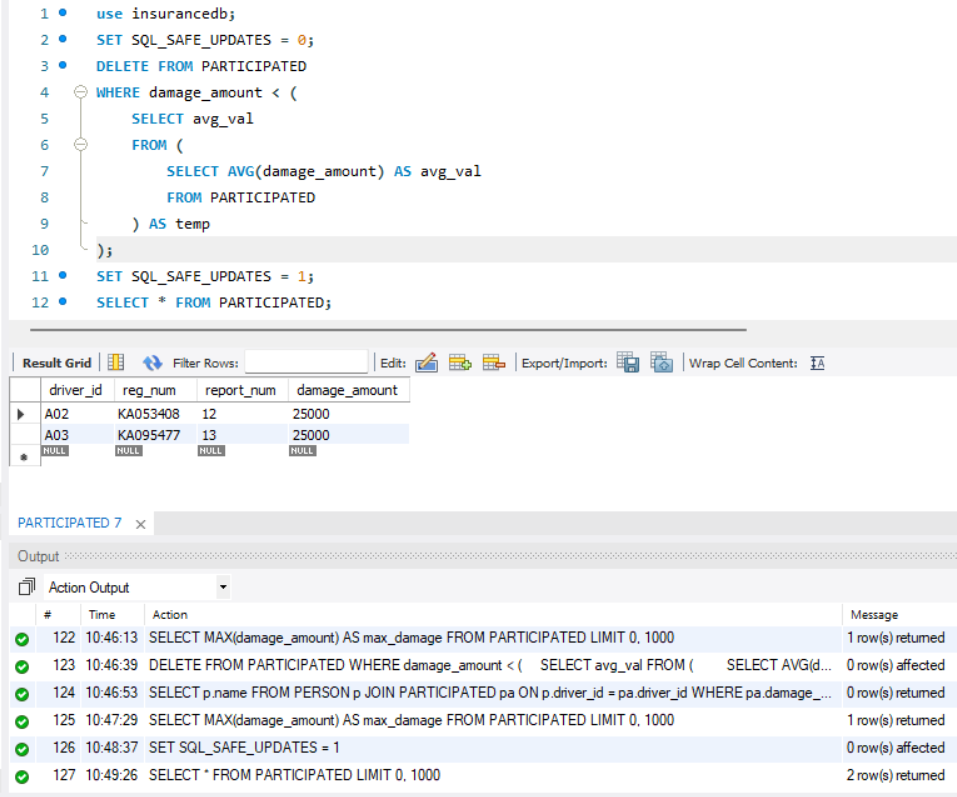 1 use insurancedb;
2 SET SQL_SAFE_UPDATES = 0;
3 DELETE FROM PARTICIPATED
4 WHERE damage_amount < (
5 SELECT avg_val
6 FROM (
7 SELECT AVG(damage_amount) AS avg_val
8 FROM PARTICIPATED
9 ) AS temp
10 );
11 SET SQL_SAFE_UPDATES = 1;
12 SELECT * FROM PARTICIPATED;
Result Grid Filter Rows: Edit: Export/Import: Wrap Cell Content: IA
driver_id reg_num report_num damage_amount
A02 KA053408 12 25000
A03 KA095477 13 25000
NULL NULL NULL NULL
PARTICIPATED 7
Output
Action Output
# Time Action Message
122 10:46:13 SELECT MAX(damage_amount) AS max_damage FROM PARTICIPATED LIMIT 0, 1000 1 row(s) returned
123 10:46:39 DELETE FROM PARTICIPATED WHERE damage_amount < ( SELECT avg_val FROM ( SELECT AVG(d... 0 row(s) affected
124 10:46:53 SELECT p.name FROM PERSON p JOIN PARTICIPATED pa ON p.driver_id = pa.driver_id WHERE pa.damage_... 0 row(s) returned
125 10:47:29 SELECT MAX(damage_amount) AS max_damage FROM PARTICIPATED LIMIT 0, 1000 1 row(s) returned
126 10:48:37 SET SQL_SAFE_UPDATES = 1 0 row(s) affected
127 10:49:26 SELECT * FROM PARTICIPATED LIMIT 0, 1000 2 row(s) returned